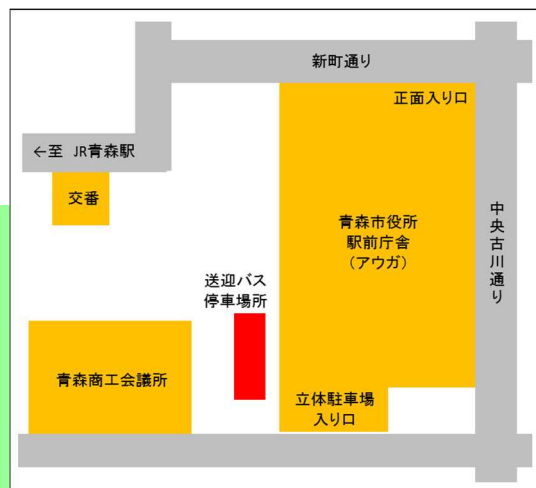 新町通り
正面入り口
←至 JR青森駅
交番
青森市役所
駅前庁舎
（アウガ）
中央古川通り
送迎バス
停車場所
青森商工会議所
立体駐車場
入り口